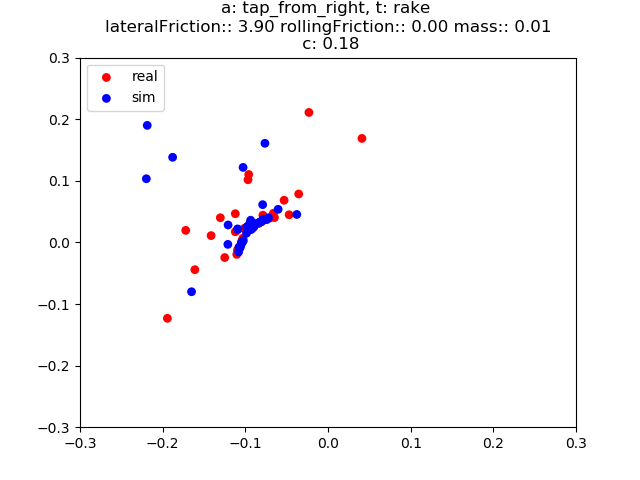 a: tap_from_right, t: rake
lateralFriction:: 3.90 rollingFriction:: 0.00 mass:: 0.01
c: 0.18
real
sim
0.3
0.2
0.1
0.0
−0.1
−0.2
−0.3
−0.3 −0.2 −0.1 0.0 0.1 0.2 0.3